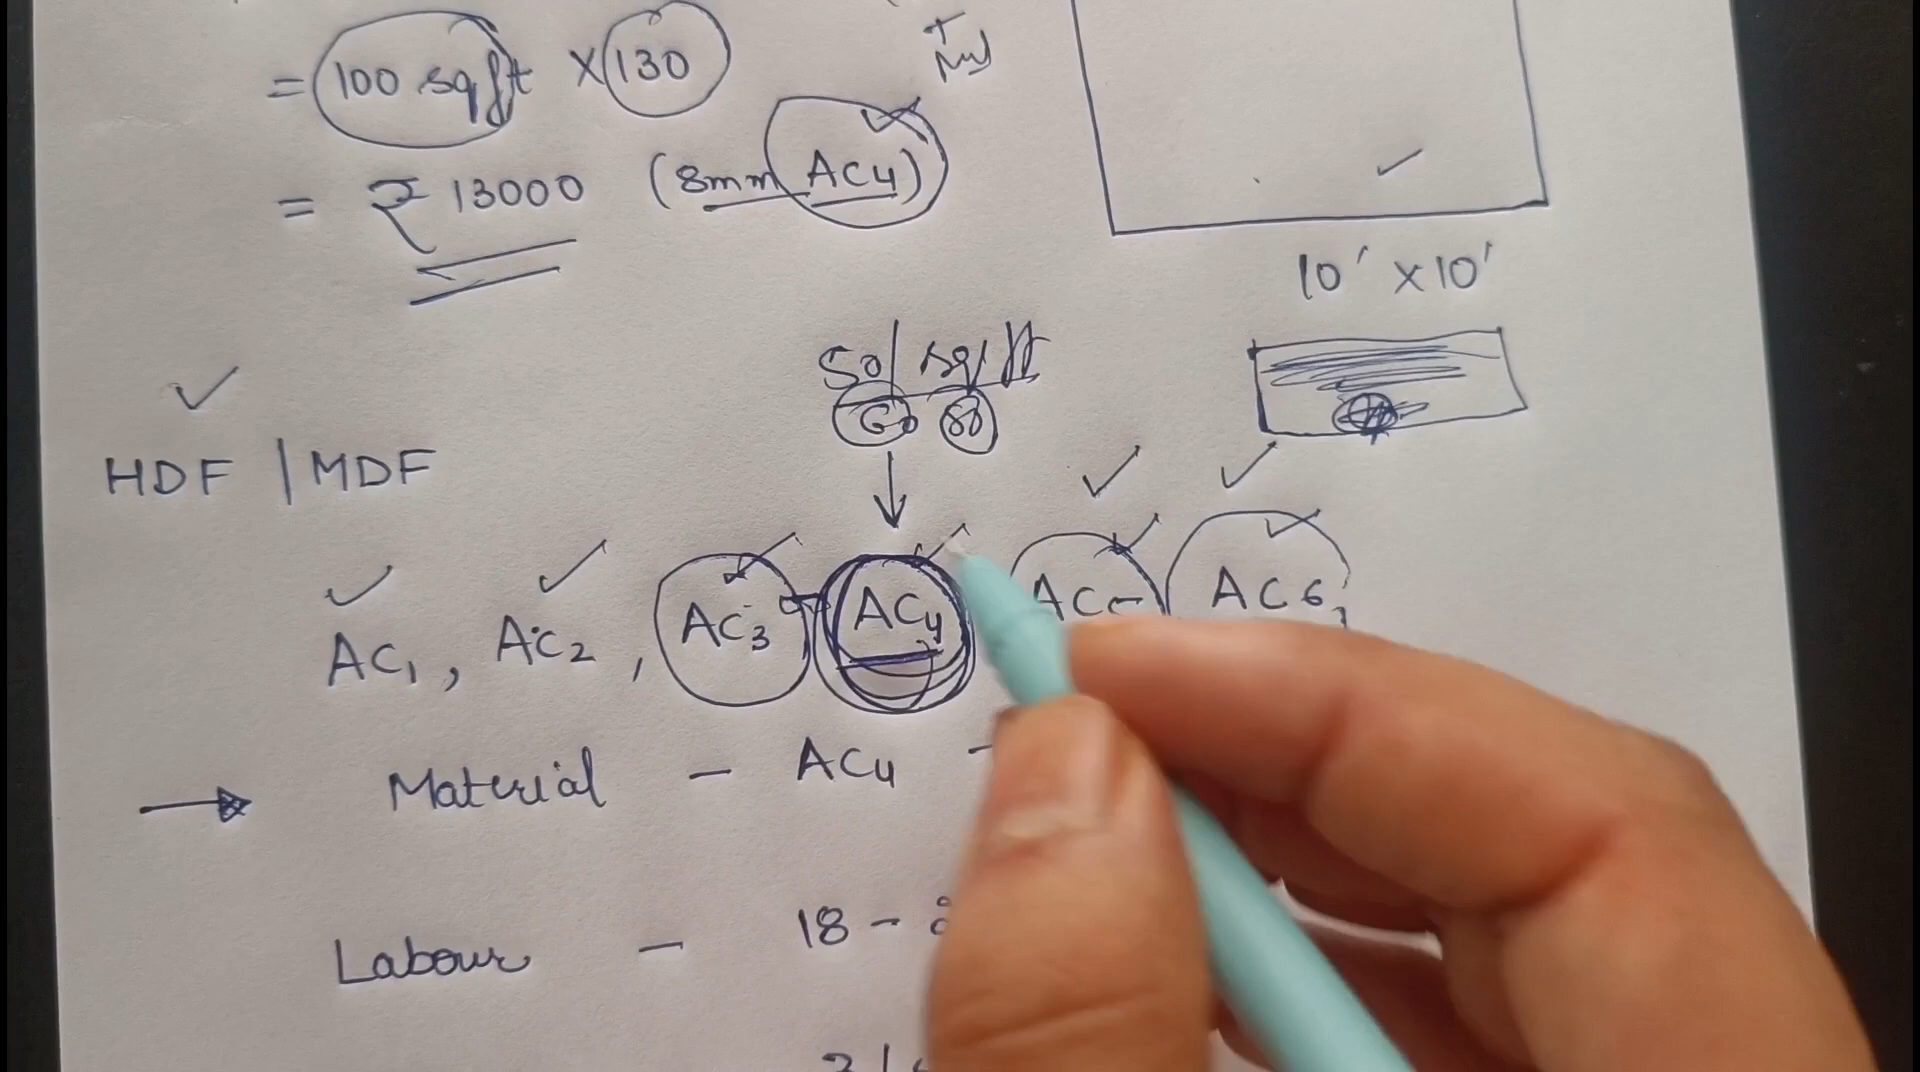 = 100 sqft × 130
= ₹ 13000 (8mm AC4)
10' × 10'
50/sqft
60 80
HDF | MDF
AC1, AC2, AC3 AC4 AC AC6,
Material - AC4 -
Labour - 18 -